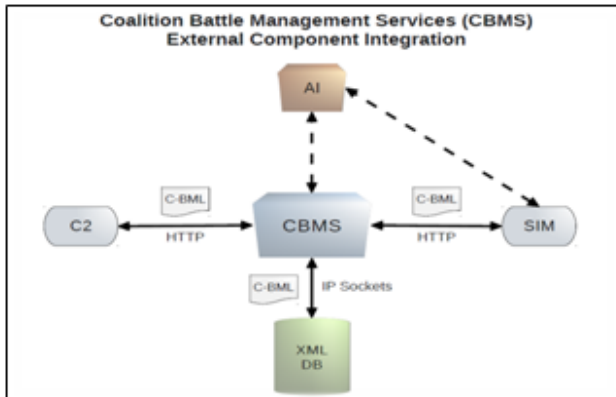 Coalition Battle Management Services (CBMS)
External Component Integration
AI
C-BML
C-BML
C2
HTTP
CBMS
HTTP
SIM
C-BML
IP Sockets
XML
DB